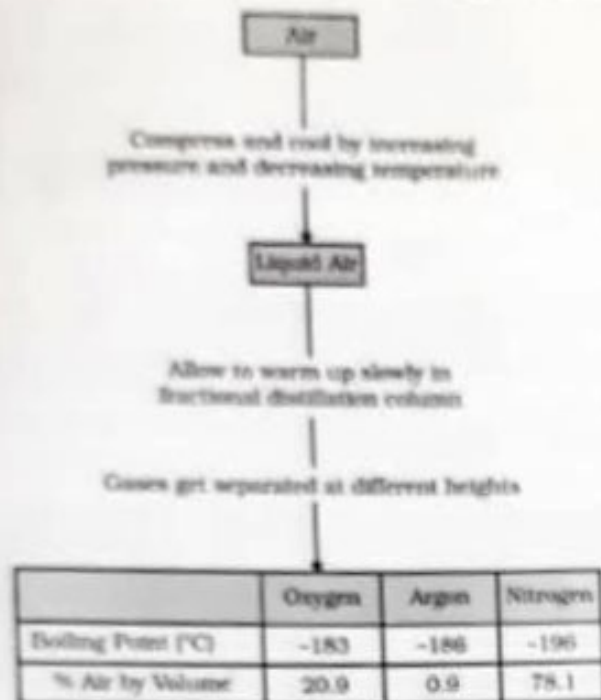 Air
Compress and cool by increasing
pressure and decreasing temperature
Liquid Air
Allow to warm up slowly in
fractional distillation column
Gases get separated at different heights
Oxygen Argon Nitrogen
Boiling Point (°C) -183 -186 -196
% Air by Volume 20.9 0.9 78.1